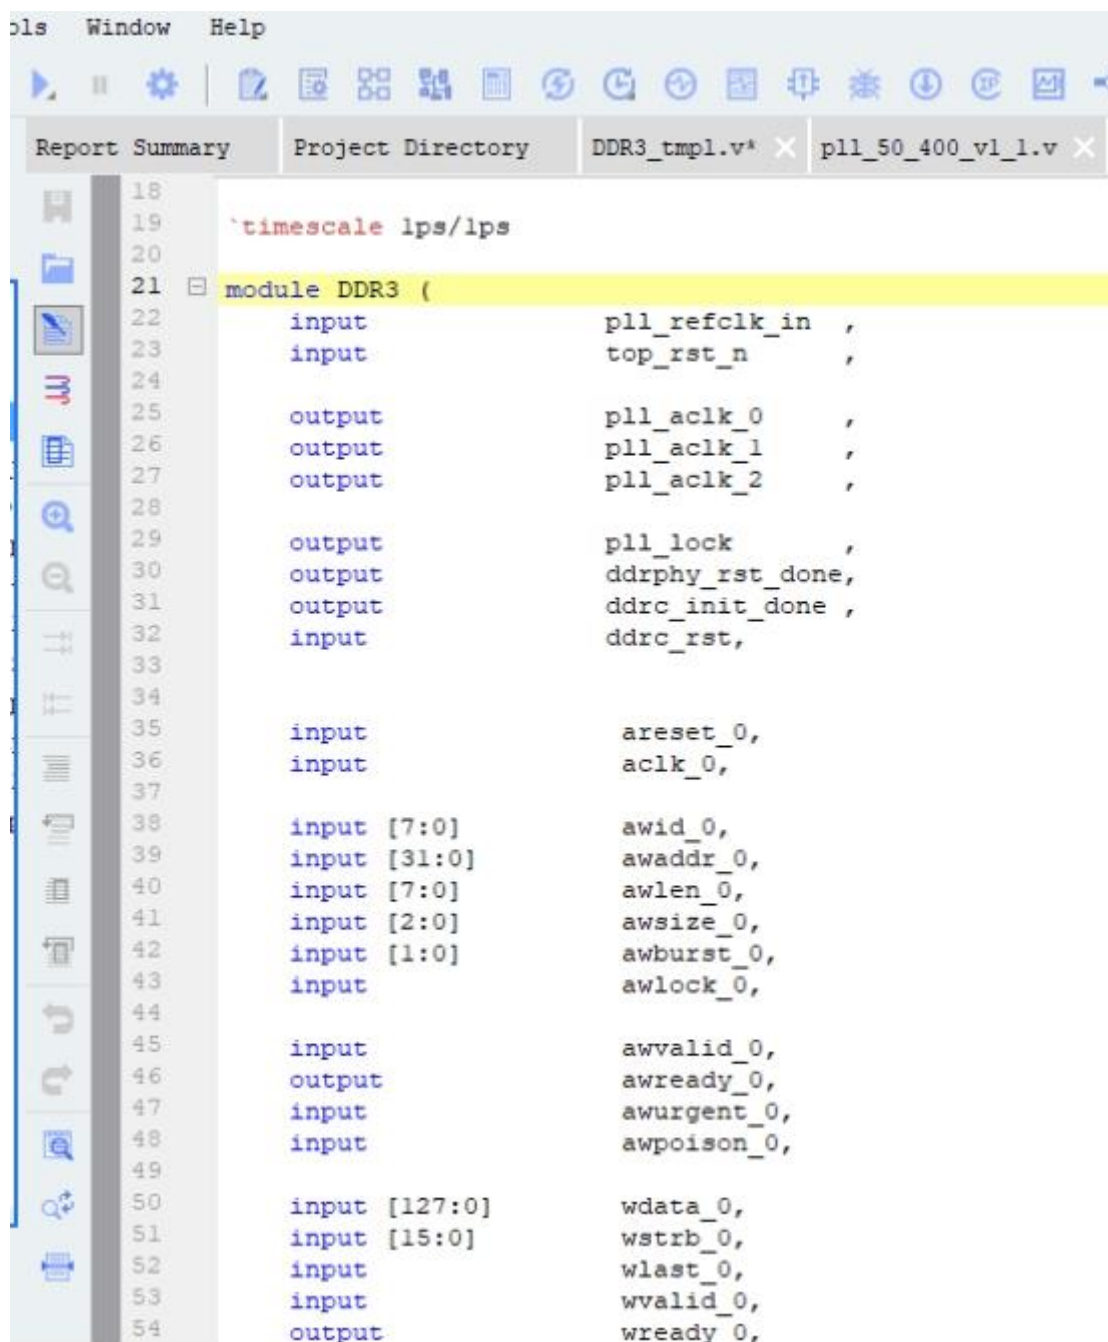 ols Window Help
Report Summary Project Directory DDR3_tmpl.v* pll_50_400_v1_1.v
18
19 `timescale 1ps/1ps
20
21 module DDR3 (
22 input pll_refclk_in ,
23 input top_rst_n ,
24
25 output pll_aclk_0 ,
26 output pll_aclk_1 ,
27 output pll_aclk_2 ,
28
29 output pll_lock ,
30 output ddrphy_rst_done,
31 output ddrc_init_done ,
32 input ddrc_rst,
33
34
35 input areset_0,
36 input aclk_0,
37
38 input [7:0] awid_0,
39 input [31:0] awaddr_0,
40 input [7:0] awlen_0,
41 input [2:0] awsize_0,
42 input [1:0] awburst_0,
43 input awlock_0,
44
45 input awvalid_0,
46 output awready_0,
47 input awurgent_0,
48 input awpoison_0,
49
50 input [127:0] wdata_0,
51 input [15:0] wstrb_0,
52 input wlast_0,
53 input wvalid_0,
54 output wready_0,